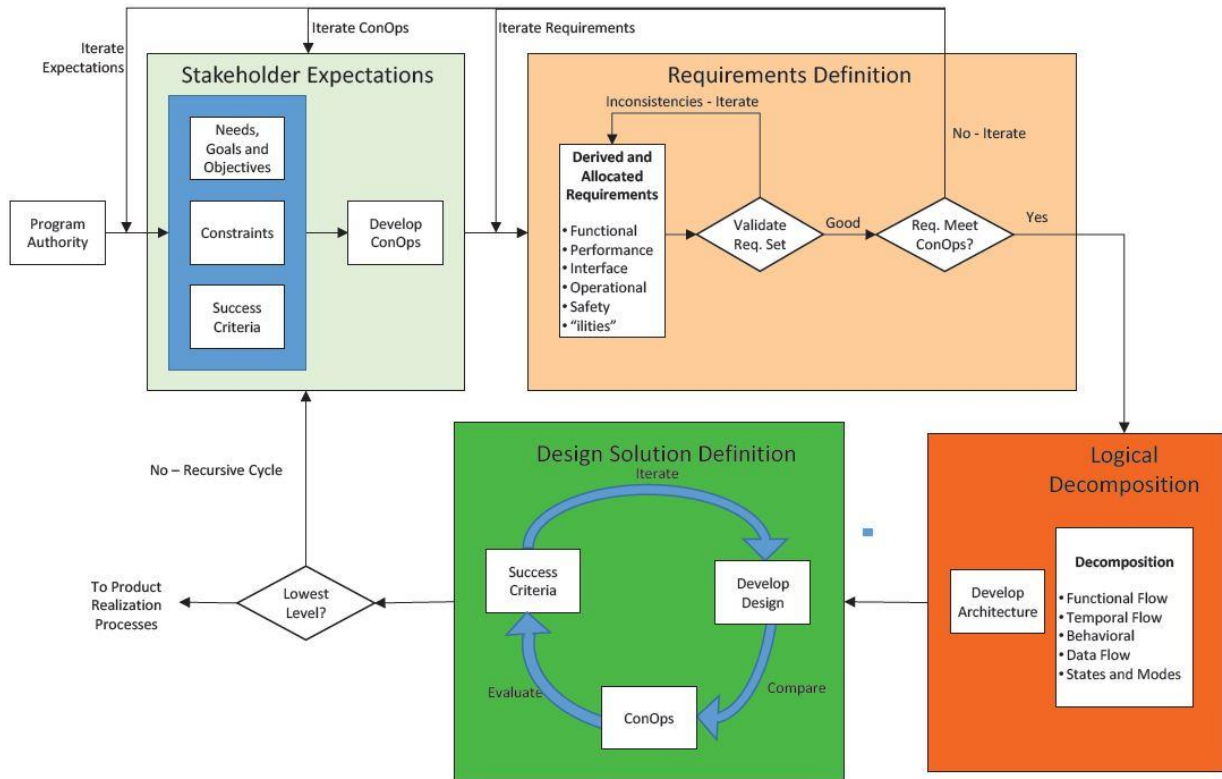 Iterate ConOps
Iterate Requirements
Iterate
Expectations
Stakeholder Expectations
Needs,
Goals and
Objectives
Program
Authority
Constraints
Develop
ConOps
Success
Criteria
Requirements Definition
Inconsistencies - Iterate
No - Iterate
Derived and
Allocated
Requirements
• Functional
• Performance
• Interface
• Operational
• Safety
• “ilities”
Validate
Req. Set
Good
Req. Meet
ConOps?
Yes
Logical
Decomposition
Decomposition
• Functional Flow
• Temporal Flow
• Behavioral
• Data Flow
• States and Modes
Develop
Architecture
Design Solution Definition
Iterate
Success
Criteria
Develop
Design
Evaluate
Compare
ConOps
No – Recursive Cycle
Lowest
Level?
To Product
Realization
Processes